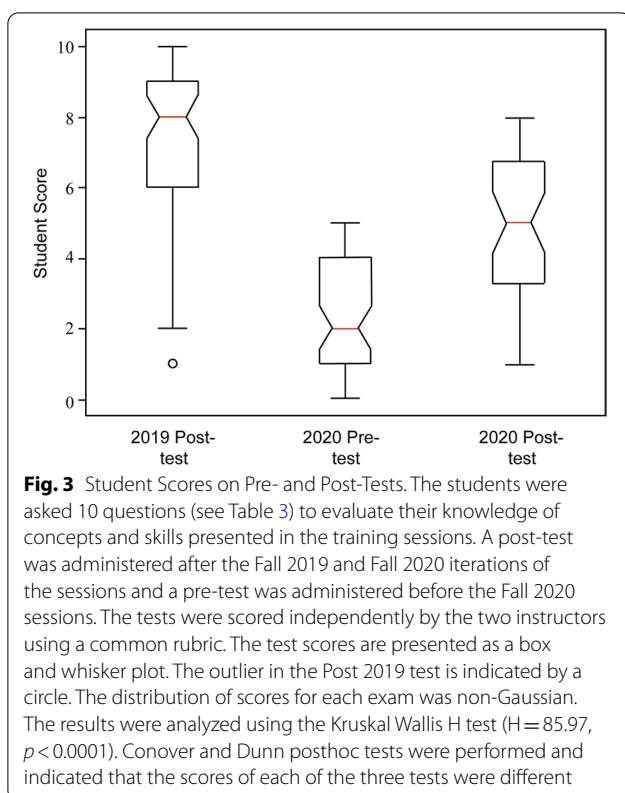 10
8
6
4
2
0
Student Score
2019 Post-
test
2020 Pre-
test
2020 Post-
test
Fig. 3 Student Scores on Pre- and Post-Tests. The students were
asked 10 questions (see Table 3) to evaluate their knowledge of
concepts and skills presented in the training sessions. A post-test
was administered after the Fall 2019 and Fall 2020 iterations of
the sessions and a pre-test was administered before the Fall 2020
sessions. The tests were scored independently by the two instructors
using a common rubric. The test scores are presented as a box
and whisker plot. The outlier in the Post 2019 test is indicated by a
circle. The distribution of scores for each exam was non-Gaussian.
The results were analyzed using the Kruskal Wallis H test (H = 85.97,
p < 0.0001). Conover and Dunn posthoc tests were performed and
indicated that the scores of each of the three tests were different